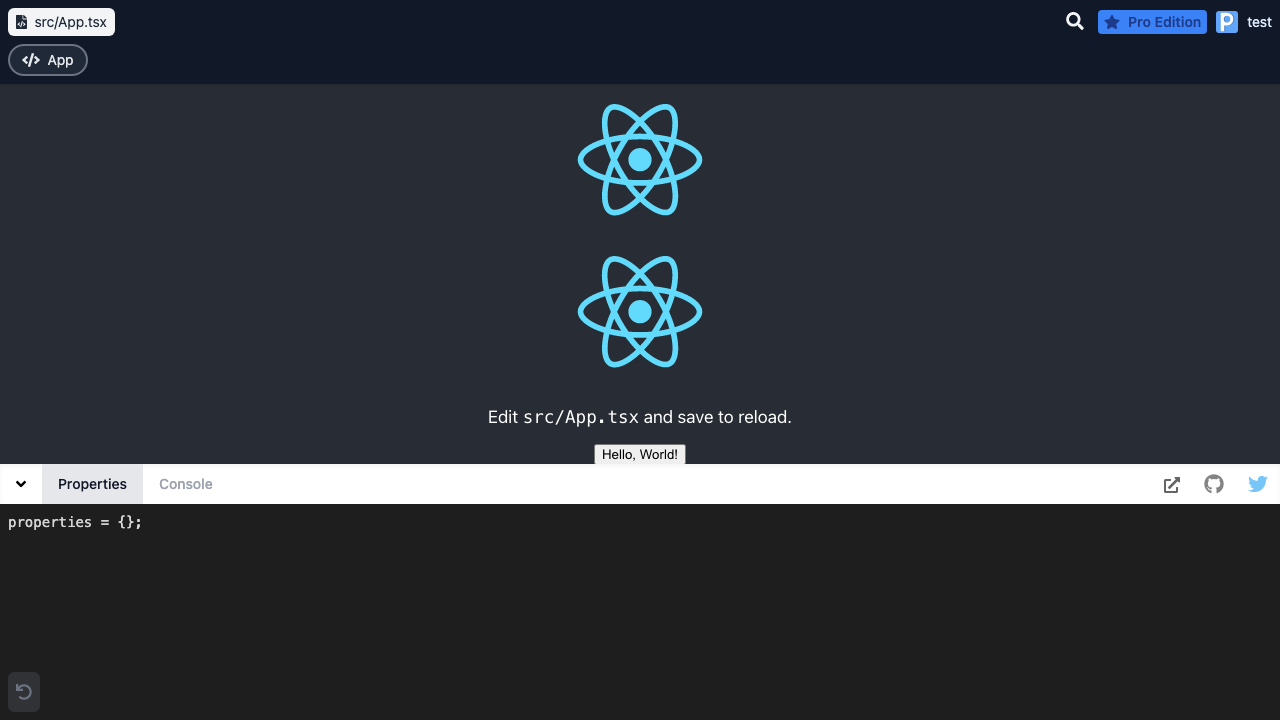 src/App.tsx
Pro Edition
test
App
Edit src/App.tsx and save to reload.
Hello, World!
Properties
Console
properties = {};